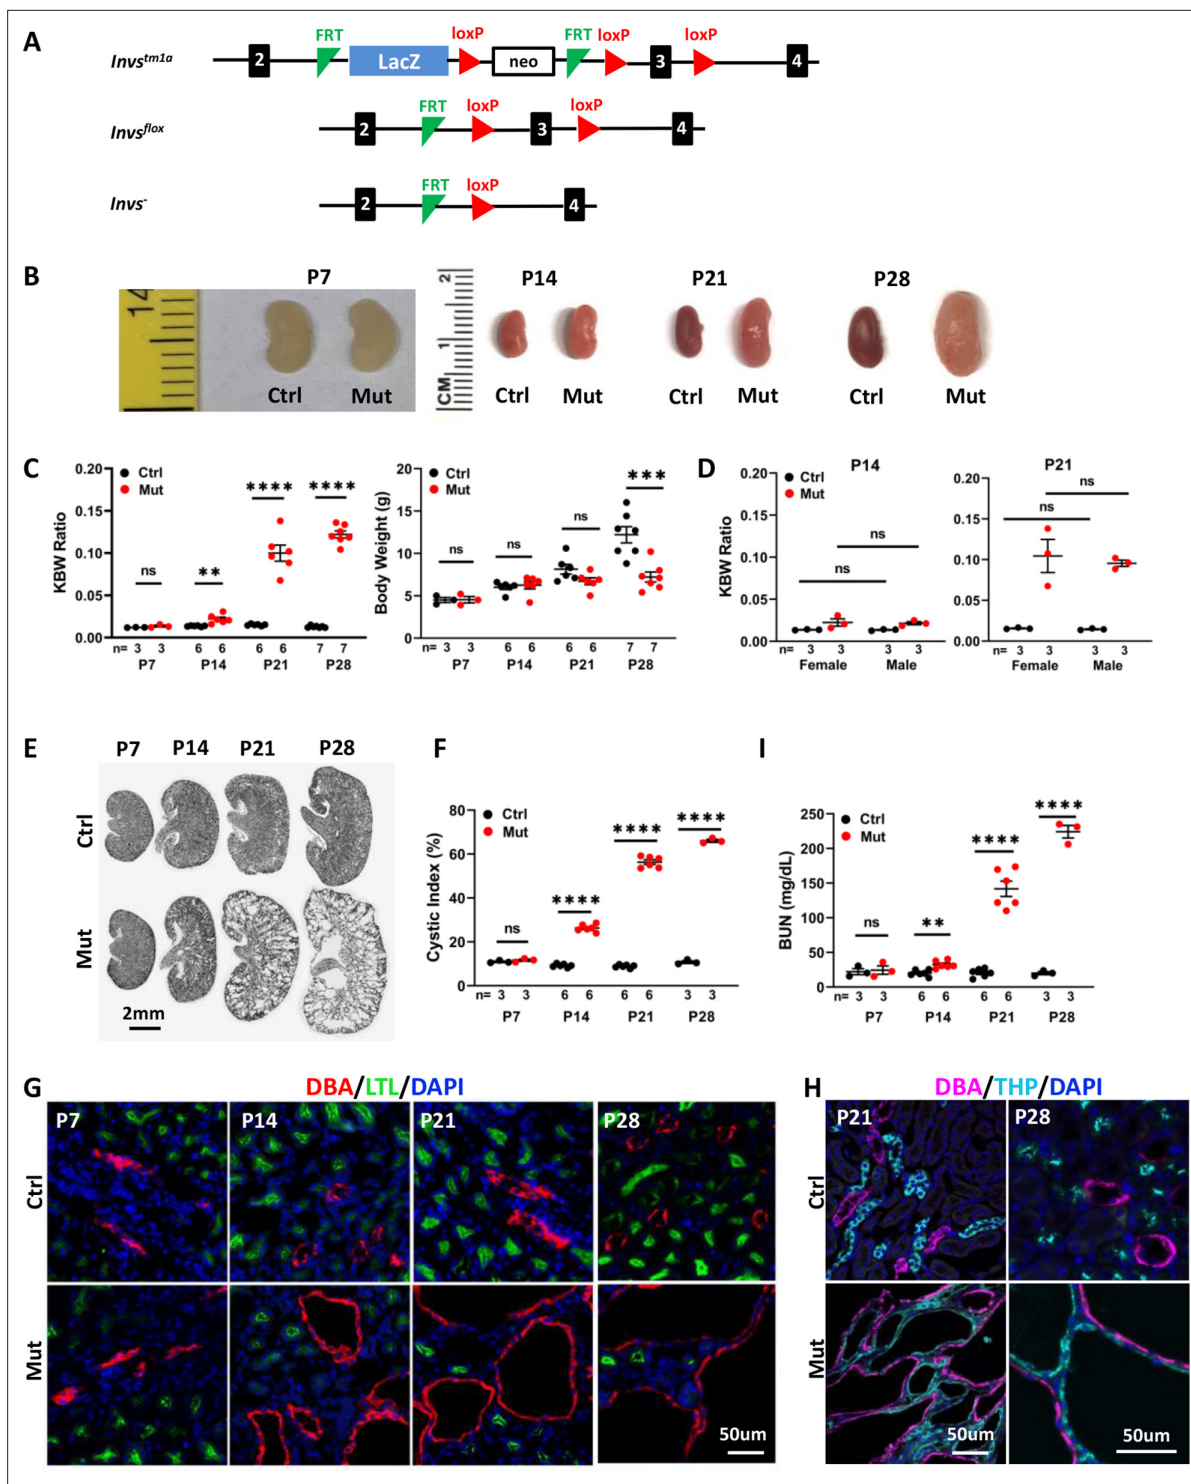 A
Invs^tm1a
FRT
loxP
FRT
loxP
loxP
2
LacZ
neo
3
4
Invs^flox
FRT
loxP
loxP
2
3
4
Invs^-
FRT
loxP
2
4
B
P7
P14
P21
P28
14
2
1
CM
Ctrl
Mut
Ctrl
Mut
Ctrl
Mut
Ctrl
Mut
C
KBW Ratio
0.20
0.15
0.10
0.05
0.00
Ctrl
Mut
ns
**
****
****
n= 3 3 6 6 6 6 7 7
P7 P14 P21 P28
Body Weight (g)
20
15
10
5
0
Ctrl
Mut
ns
ns
ns
***
n= 3 3 6 6 6 6 7 7
P7 P14 P21 P28
D
P14
KBW Ratio
0.20
0.15
0.10
0.05
0.00
Ctrl
Mut
ns
ns
n= 3 3 3 3
Female Male
P21
0.20
0.15
0.10
0.05
0.00
ns
ns
n= 3 3 3 3
Female Male
E
P7 P14 P21 P28
Ctrl
Mut
2mm
F
Cystic Index (%)
80
60
40
20
0
Ctrl
Mut
ns
****
****
****
n= 3 3 6 6 6 6 3 3
P7 P14 P21 P28
I
BUN (mg/dL)
250
200
150
100
50
0
Ctrl
Mut
ns
**
****
****
n= 3 3 6 6 6 6 3 3
P7 P14 P21 P28
G
DBA/LTL/DAPI
P7
P14
P21
P28
Ctrl
Mut
50um
H
DBA/THP/DAPI
P21
P28
Ctrl
Mut
50um
50um